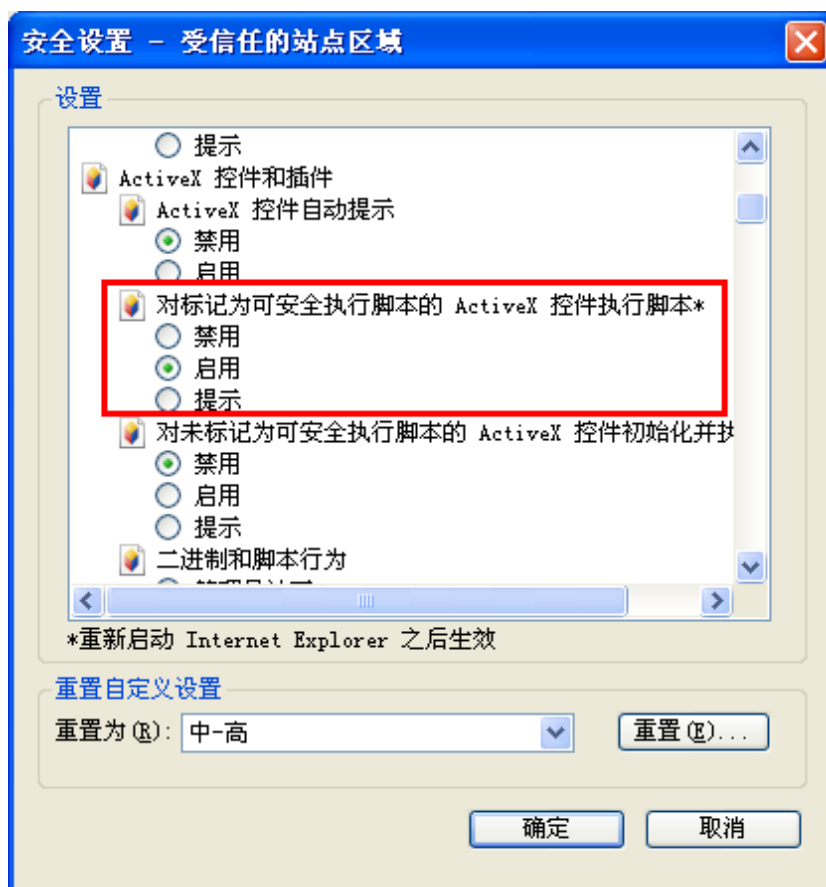 安全设置 - 受信任的站点区域
设置
提示
ActiveX 控件和插件
ActiveX 控件自动提示
禁用
启用
对标记为可安全执行脚本的 ActiveX 控件执行脚本*
禁用
启用
提示
对未标记为可安全执行脚本的 ActiveX 控件初始化并执
禁用
启用
提示
二进制和脚本行为
*重新启动 Internet Explorer 之后生效
重置自定义设置
重置为(R): 中-高 重置(E)...
确定 取消